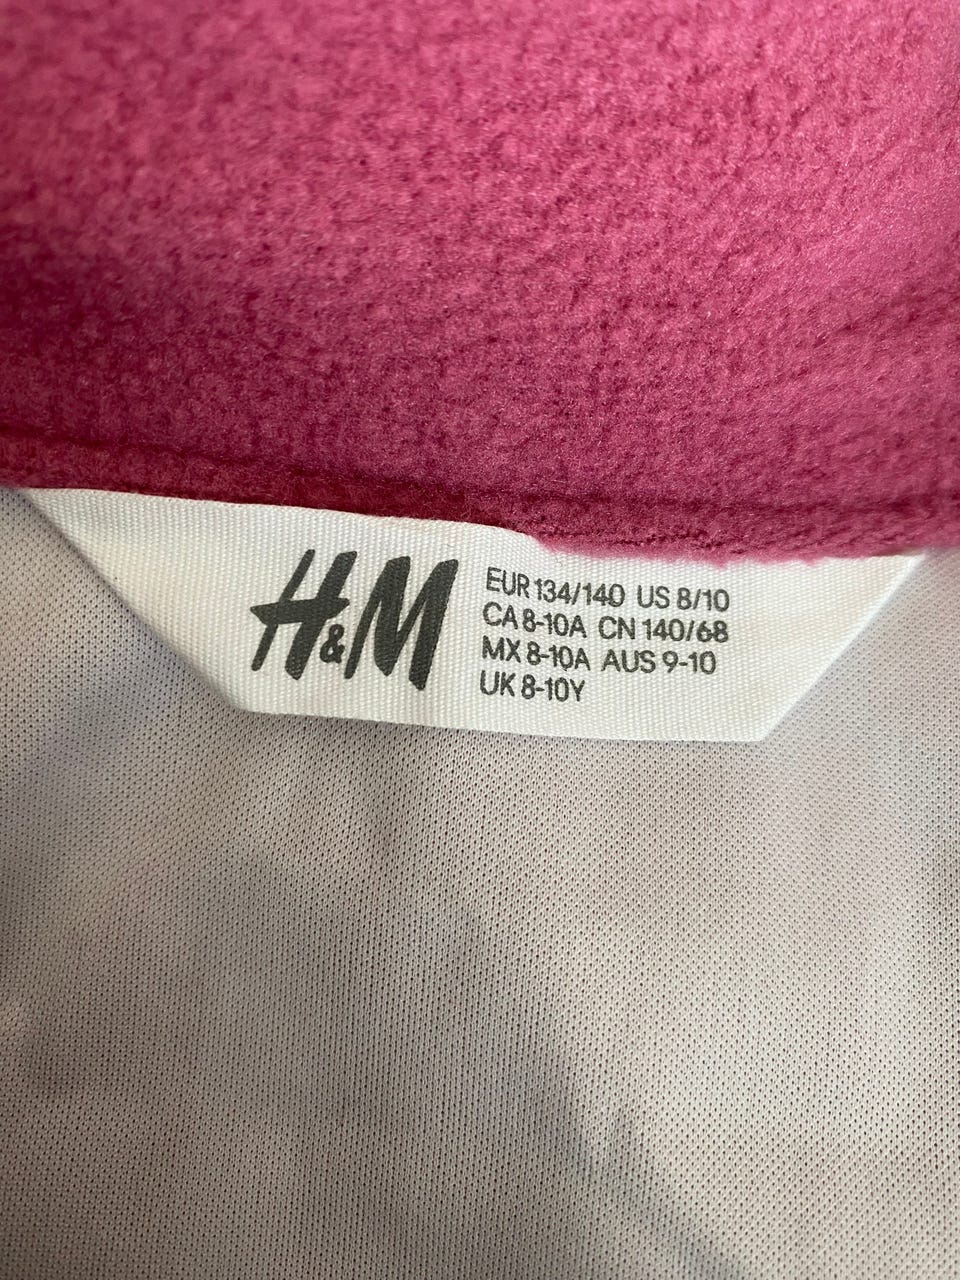 H&M
EUR 134/140 US 8/10
CA 8-10A CN 140/68
MX 8-10A AUS 9-10
UK 8-10Y